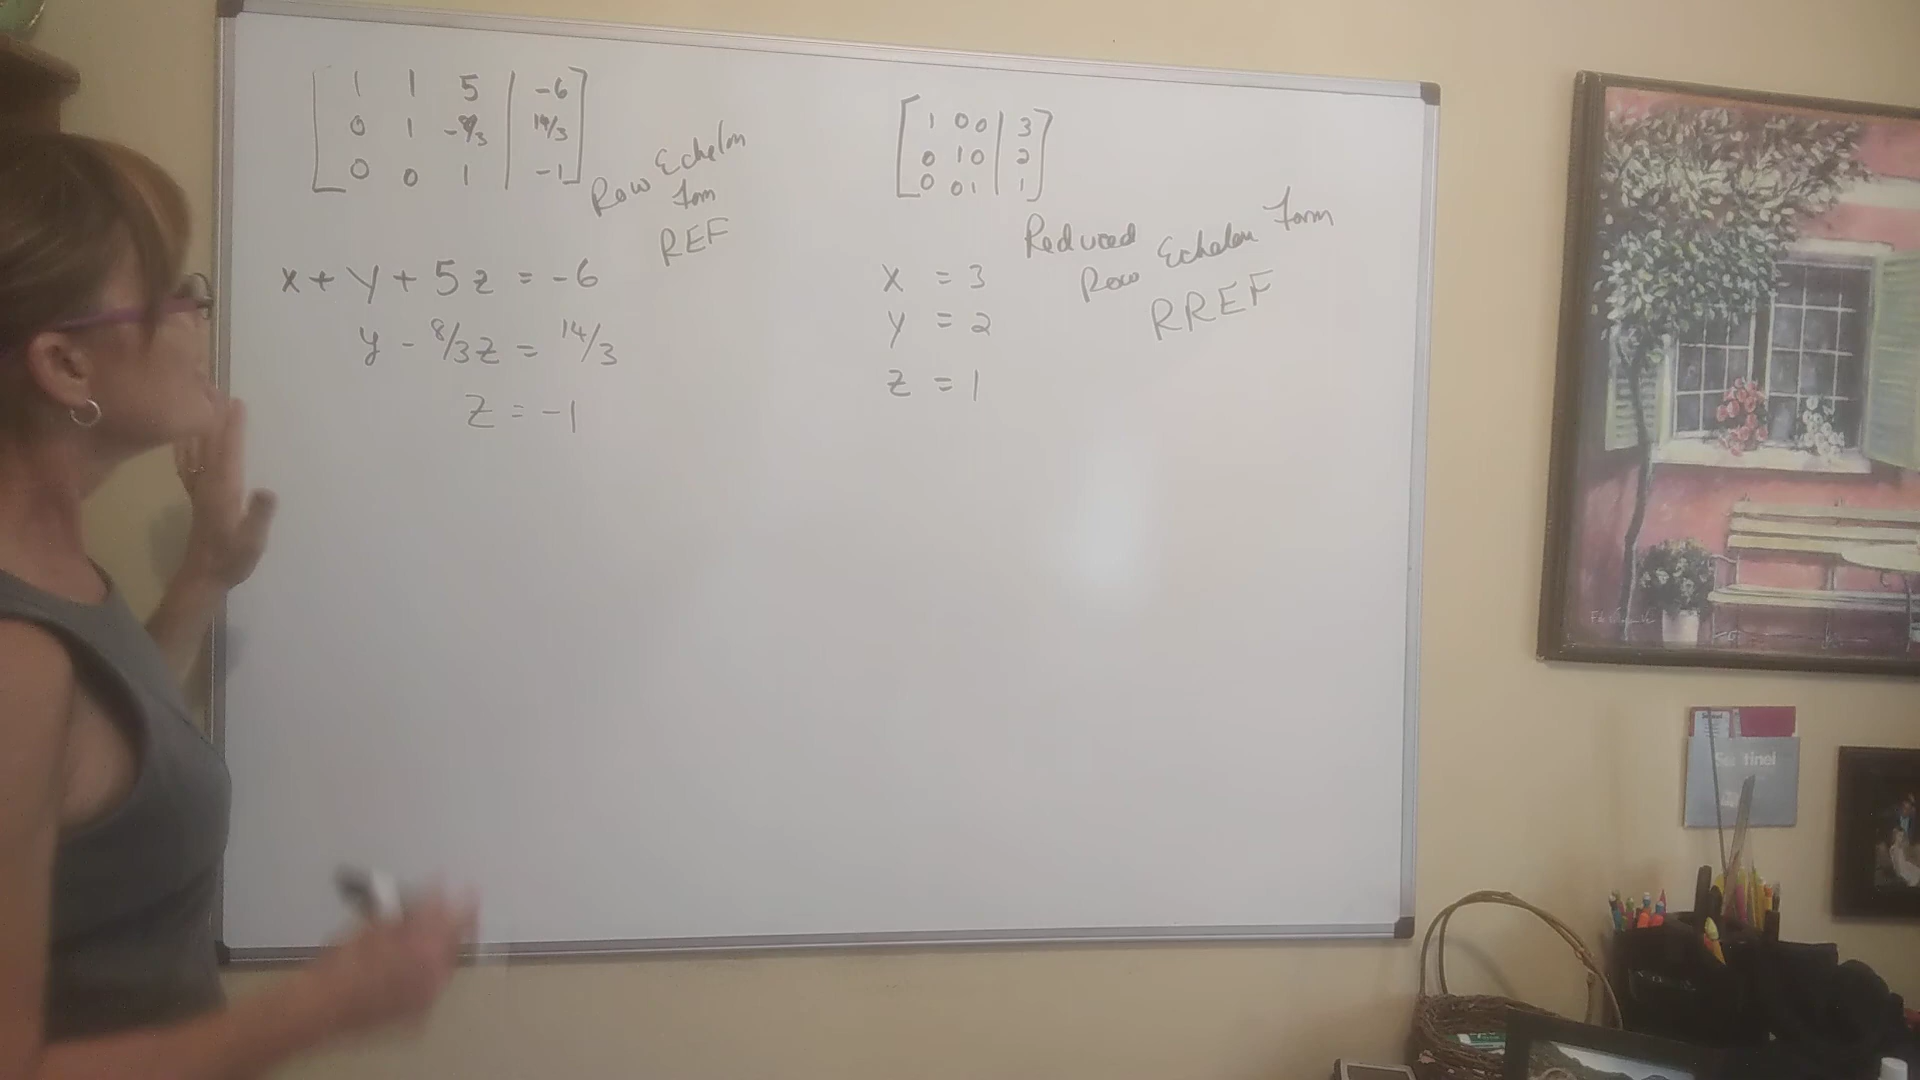 1 1 5 | -6
0 1 -8/3 | 14/3
0 0 1 | -1
Row Echelon
Form
REF
x + y + 5z = -6
y - 8/3z = 14/3
z = -1
1 0 0 | 3
0 1 0 | 2
0 0 1 | 1
Reduced
Row Echelon Form
RREF
x = 3
y = 2
z = 1